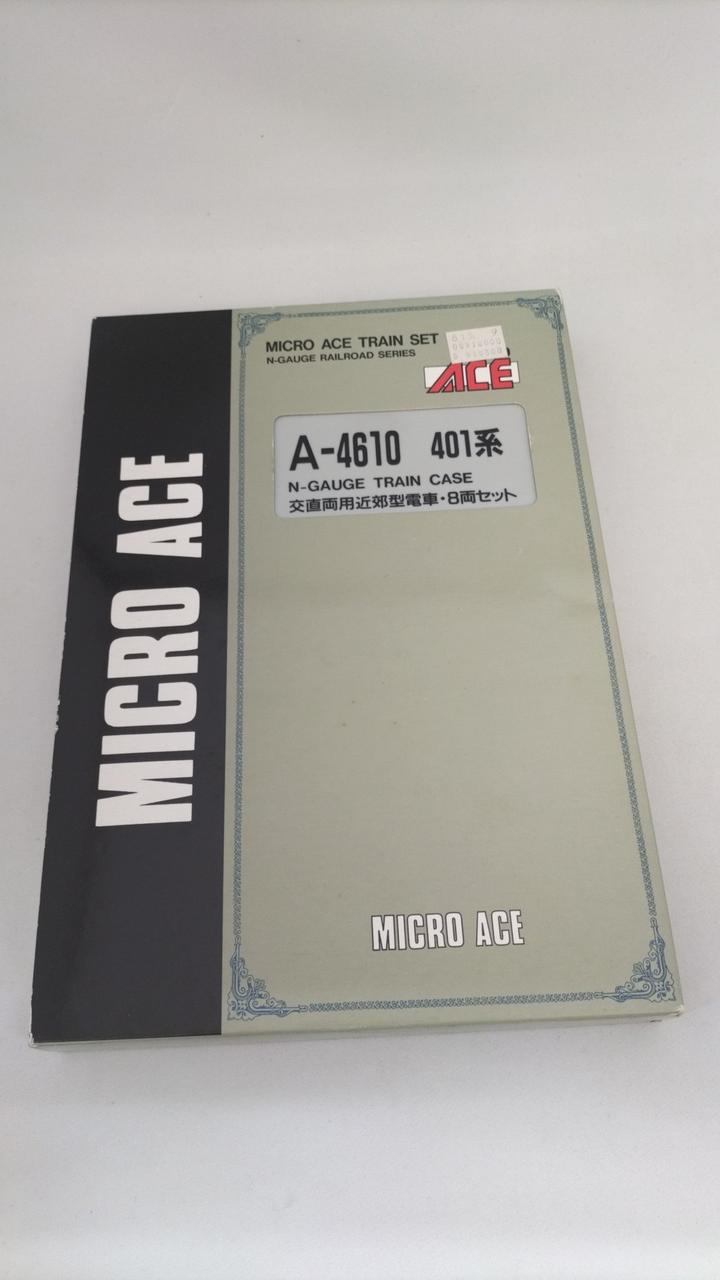 MICRO ACE
MICRO ACE TRAIN SET
N-GAUGE RAILROAD SERIES
ACE
A-4610 401系
N-GAUGE TRAIN CASE
交直両用近郊型電車・8両セット
MICRO ACE